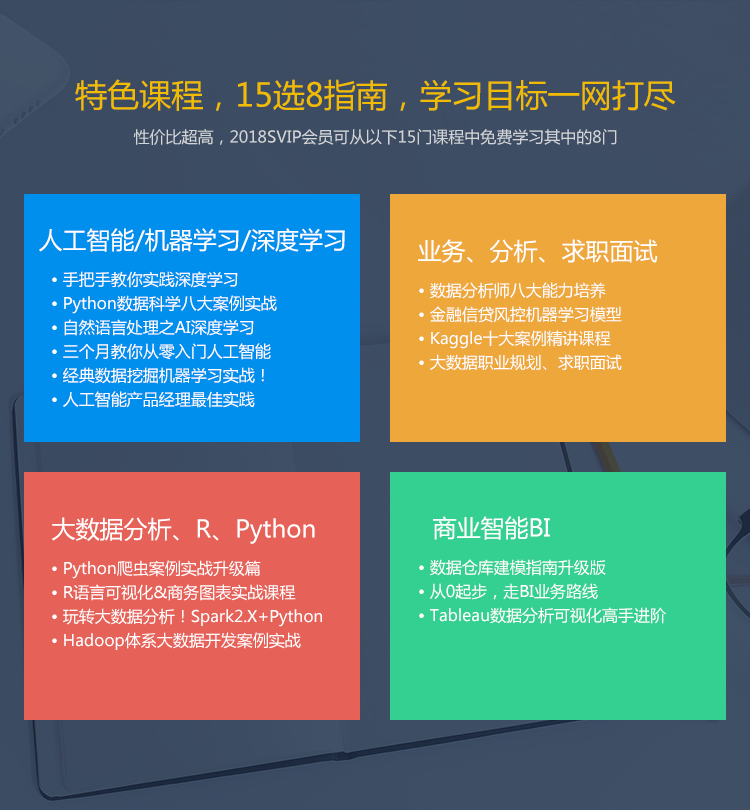 特色课程，15选8指南，学习目标一网打尽
性价比超高，2018SVIP会员可从以下15门课程中免费学习其中的8门
人工智能/机器学习/深度学习
• 手把手教你实践深度学习
• Python数据科学八大案例实战
• 自然语言处理之AI深度学习
• 三个月教你从零入门人工智能
• 经典数据挖掘机器学习实战！
• 人工智能产品经理最佳实践
业务、分析、求职面试
• 数据分析师八大能力培养
• 金融信贷风控机器学习模型
• Kaggle十大案例精讲课程
• 大数据职业规划、求职面试
大数据分析、R、Python
• Python爬虫案例实战升级篇
• R语言可视化&商务图表实战课程
• 玩转大数据分析！Spark2.X+Python
• Hadoop体系大数据开发案例实战
商业智能BI
• 数据仓库建模指南升级版
• 从0起步，走BI业务路线
• Tableau数据分析可视化高手进阶